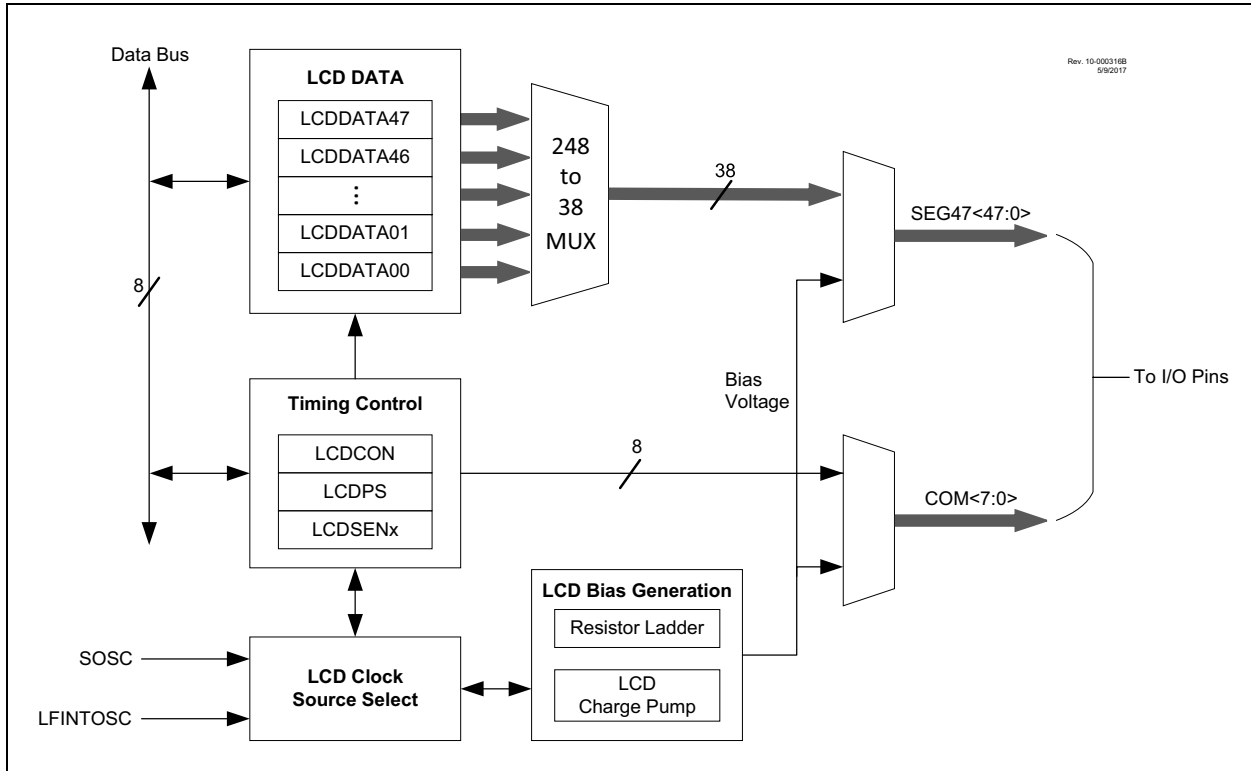 Data Bus
Rev. 10-000316B
5/9/2017
LCD DATA
LCDDATA47
LCDDATA46
⋮
LCDDATA01
LCDDATA00
248
to
38
MUX
38
SEG47<47:0>
8
Timing Control
LCDCON
LCDPS
LCDSENx
8
Bias
Voltage
To I/O Pins
COM<7:0>
LCD Bias Generation
Resistor Ladder
LCD
Charge Pump
SOSC
LFINTOSC
LCD Clock
Source Select